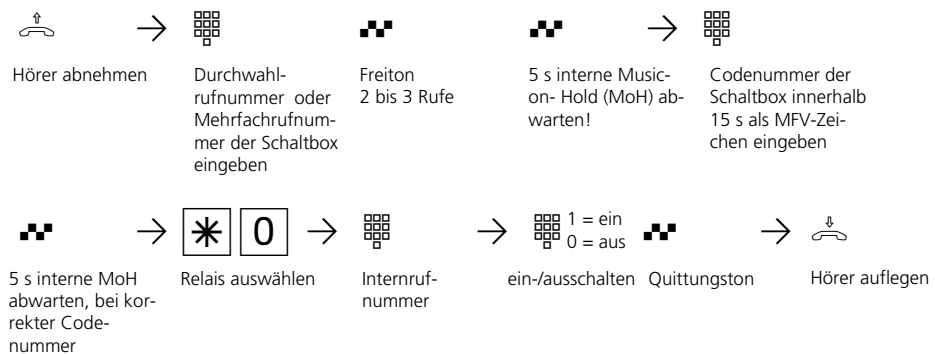 Hörer abnehmen
Durchwahl-
rufnummer oder
Mehrfachrufnum-
mer der Schaltbox
eingeben
Freiton
2 bis 3 Rufe
5 s interne Music-
on- Hold (MoH) ab-
warten!
Codenummer der
Schaltbox innerhalb
15 s als MFV-Zei-
chen eingeben
5 s interne MoH
abwarten, bei kor-
rekter Code-
nummer
* 0
Relais auswählen
Internruf-
nummer
1 = ein
0 = aus
ein-/ausschalten
Quittungston
Hörer auflegen